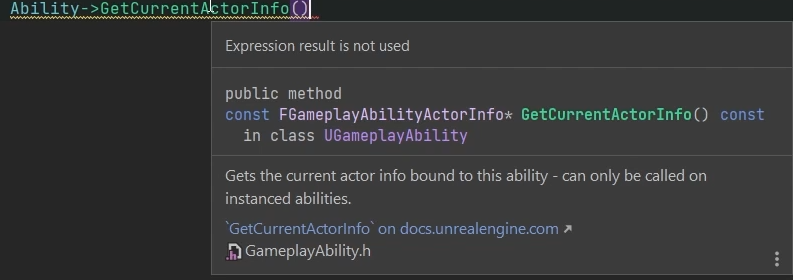 Ability->GetCurrentActorInfo()
Expression result is not used
public method
const FGameplayAbilityActorInfo* GetCurrentActorInfo() const
in class UGameplayAbility
Gets the current actor info bound to this ability - can only be called on
instanced abilities.
`GetCurrentActorInfo` on docs.unrealengine.com ↗
.h GameplayAbility.h